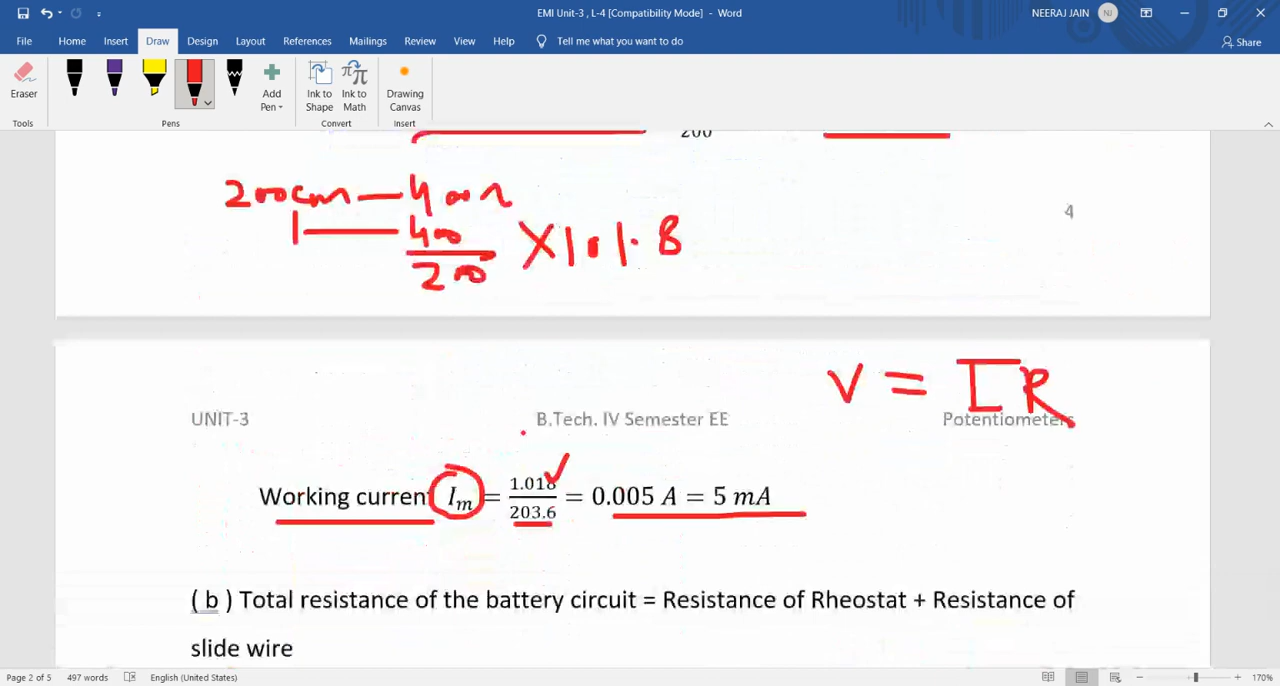 EMI Unit-3 , L-4 [Compatibility Mode] - Word
NEERAJ JAIN
NJ
File Home Insert Draw Design Layout References Mailings Review View Help Tell me what you want to do
Share
Eraser
Add Pen
Ink to Shape
Ink to Math
Drawing Canvas
Tools
Pens
Convert
Insert
200
200cm — 400Ω
4
1 — 400
200
X 101.8
V = IR
UNIT-3 B.Tech. IV Semester EE Potentiometers
Working current Im = 1.018/203.6 = 0.005 A = 5 mA
( b ) Total resistance of the battery circuit = Resistance of Rheostat + Resistance of
slide wire
Page 2 of 5 497 words English (United States) 170%